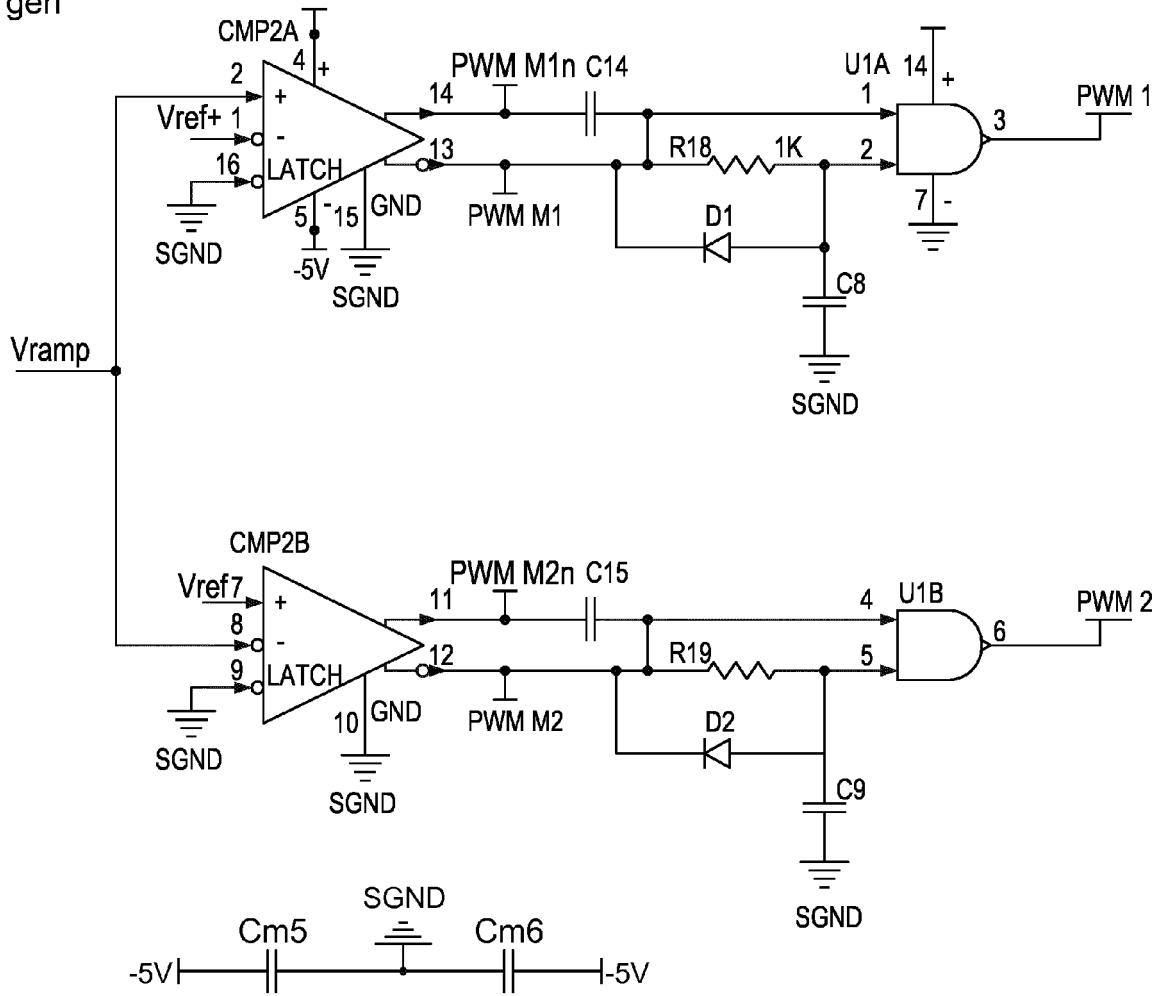 gen
CMP2A
4
+
2
+
Vref+ 1
-
16
LATCH
SGND
5
-
15
GND
-5V
SGND
14
PWM M1n
C14
13
PWM M1
R18
1K
D1
C8
SGND
U1A
14
+
1
2
3
7
-
PWM 1
Vramp
CMP2B
Vref7
+
8
-
9
LATCH
SGND
10
GND
SGND
11
PWM M2n
C15
12
PWM M2
R19
D2
C9
SGND
4
U1B
5
6
PWM 2
SGND
Cm5
Cm6
-5V
-5V